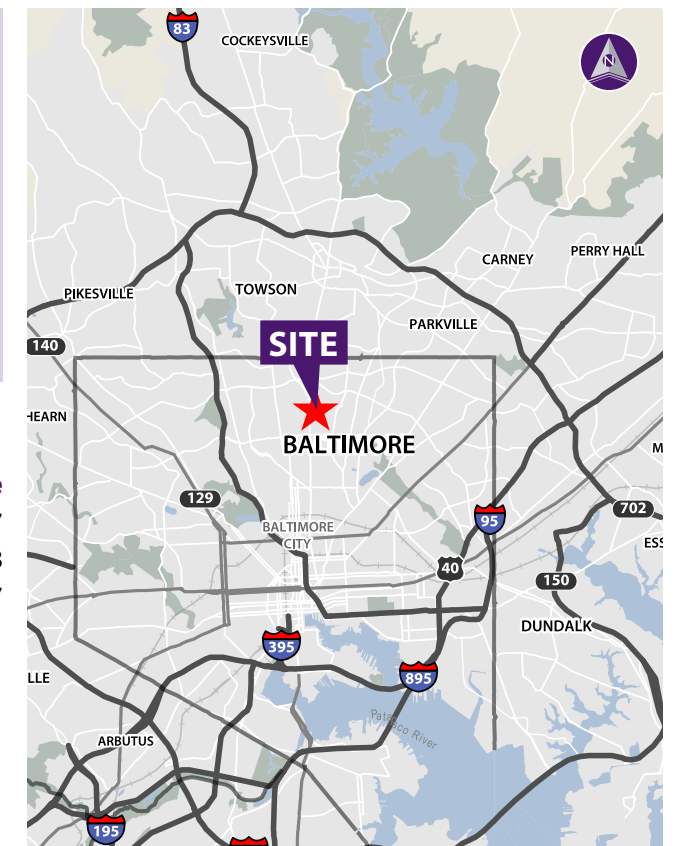 83
COCKEYSVILLE
N
CARNEY
PERRY HALL
PIKESVILLE
TOWSON
PARKVILLE
140
SITE
HEARN
BALTIMORE
M
e
129
702
95
BALTIMORE
CITY
ESS
40
150
DUNDALK
395
LLE
895
Patapsco River
ARBUTUS
195